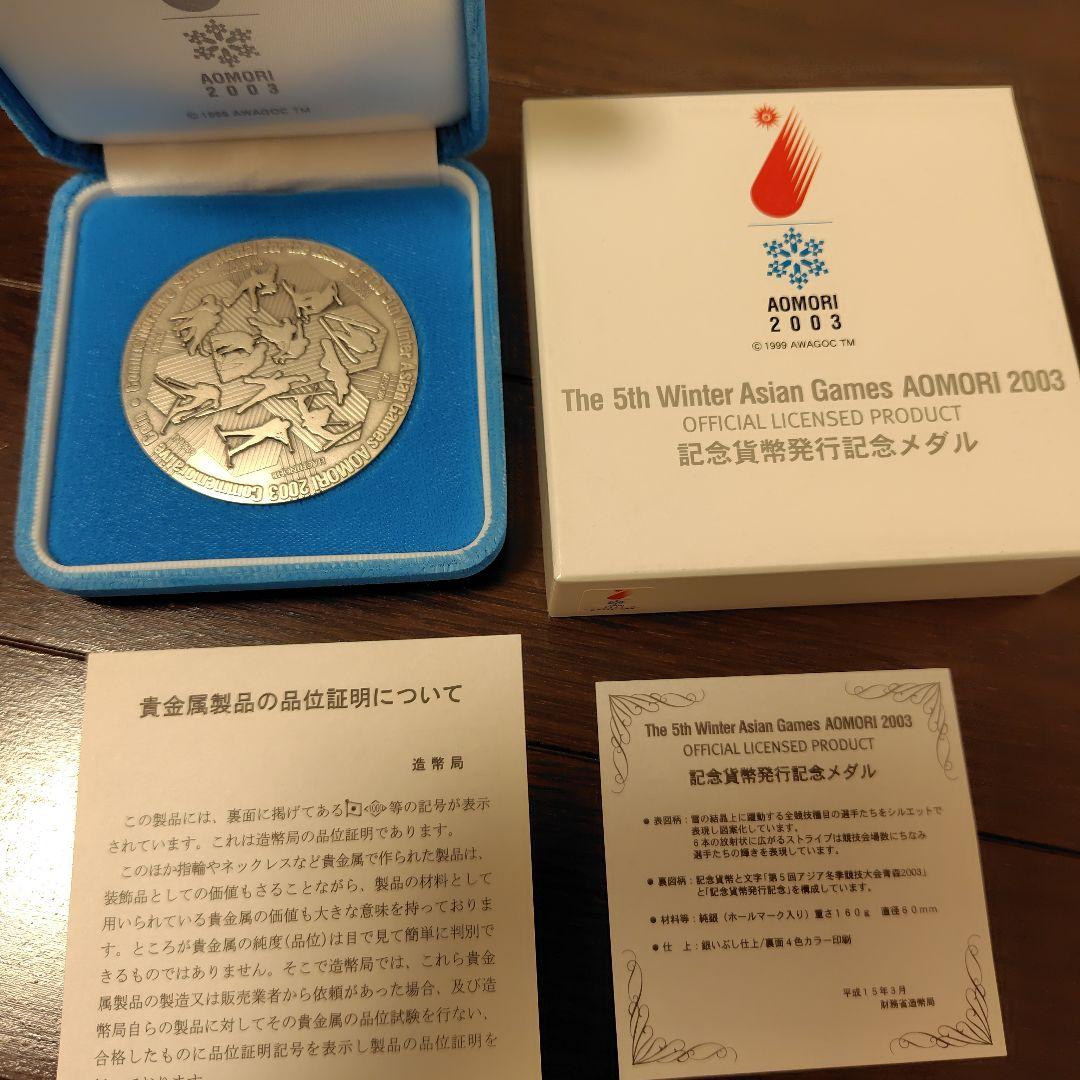 AOMORI
2003
© 1999 AWAGOC TM
Commemorative Silver Medal for the Issue of the 5th Winter Asian Games AOMORI 2003 Commemorative Coin
AOMORI
2003
© 1999 AWAGOC TM
The 5th Winter Asian Games AOMORI 2003
OFFICIAL LICENSED PRODUCT
記念貨幣発行記念メダル
貴金属製品の品位証明について
造幣局
この製品には、裏面に掲げてある 等の記号が表示
されています。これは造幣局の品位証明であります。
このほか指輪やネックレスなど貴金属で作られた製品は、
装飾品としての価値もさることながら、製品の材料として
用いられている貴金属の価値も大きな意味を持っておりま
す。ところが貴金属の純度(品位)は目で見て簡単に判別で
きるものではありません。そこで造幣局では、これら貴金
属製品の製造又は販売業者から依頼があった場合、及び造
幣局自らの製品に対してその貴金属の品位試験を行ない、
合格したものに品位証明記号を表示し製品の品位証明を
The 5th Winter Asian Games AOMORI 2003
OFFICIAL LICENSED PRODUCT
記念貨幣発行記念メダル
● 表図柄：雪の結晶上に躍動する全競技種目の選手たちをシルエットで
表現し図案化しています。
6本の放射状に広がるストライプは競技会場数にちなみ
選手たちの輝きを表現しています。
● 裏図柄：記念貨幣と文字「第5回アジア冬季競技大会青森2003」
と「記念貨幣発行記念」を構成しています。
● 材料等：純銀（ホールマーク入り）重さ160g 直径60mm
● 仕 上：銀いぶし仕上/裏面4色カラー印刷
平成15年3月
財務省造幣局